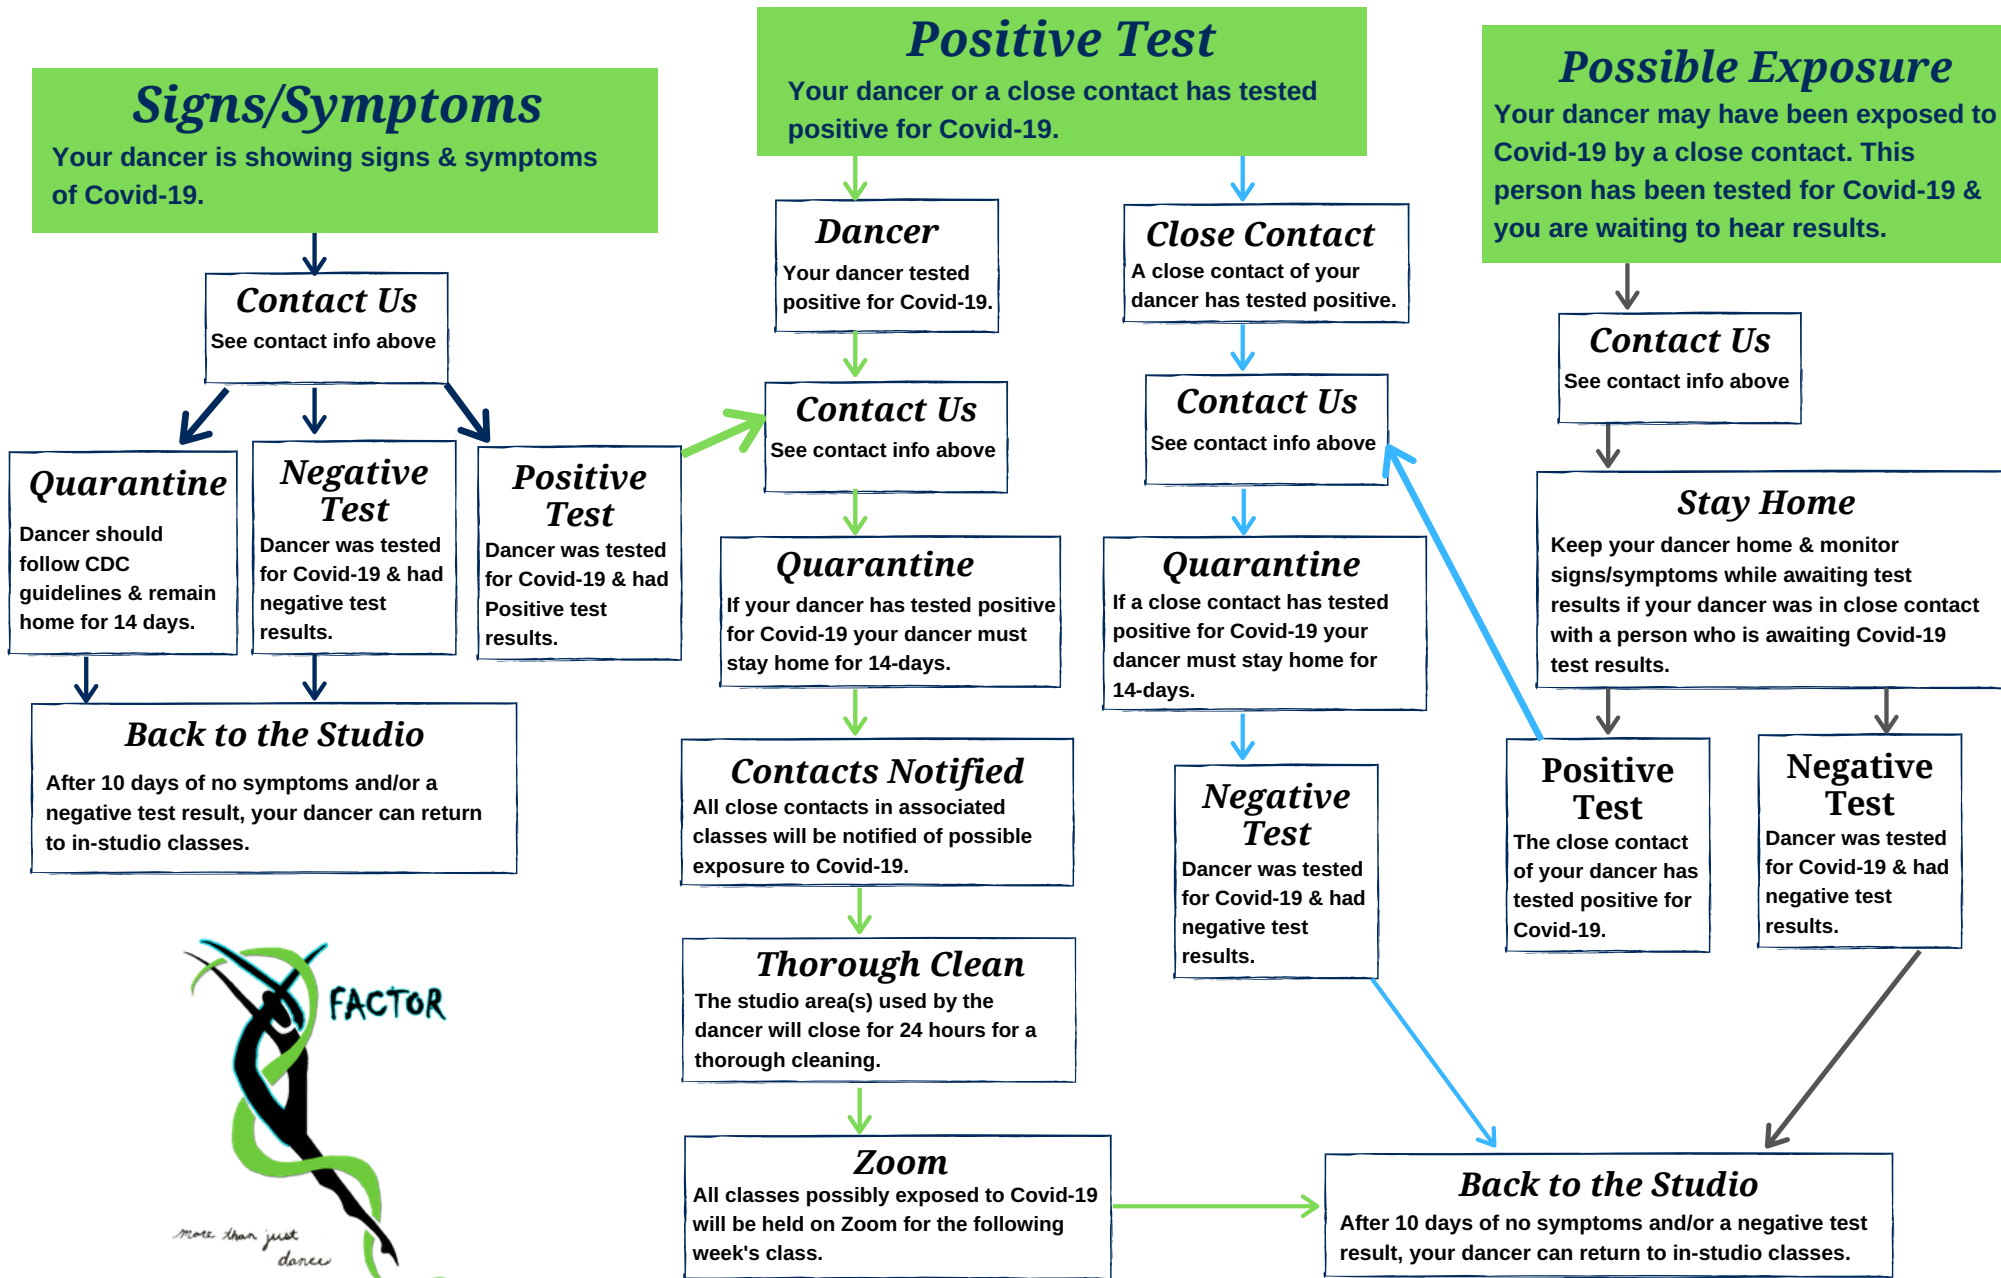 Signs/Symptoms
Your dancer is showing signs & symptoms
of Covid-19.
Contact Us
See contact info above
Quarantine
Dancer should
follow CDC
guidelines & remain
home for 14 days.
Negative
Test
Dancer was tested
for Covid-19 & had
negative test
results.
Positive
Test
Dancer was tested
for Covid-19 & had
Positive test
results.
Back to the Studio
After 10 days of no symptoms and/or a
negative test result, your dancer can return
to in-studio classes.
FACTOR
more than just
dance
Positive Test
Your dancer or a close contact has tested
positive for Covid-19.
Dancer
Your dancer tested
positive for Covid-19.
Contact Us
See contact info above
Quarantine
If your dancer has tested positive
for Covid-19 your dancer must
stay home for 14-days.
Contacts Notified
All close contacts in associated
classes will be notified of possible
exposure to Covid-19.
Thorough Clean
The studio area(s) used by the
dancer will close for 24 hours for a
thorough cleaning.
Zoom
All classes possibly exposed to Covid-19
will be held on Zoom for the following
week's class.
Close Contact
A close contact of your
dancer has tested positive.
Contact Us
See contact info above
Quarantine
If a close contact has tested
positive for Covid-19 your
dancer must stay home for
14-days.
Negative
Test
Dancer was tested
for Covid-19 & had
negative test
results.
Possible Exposure
Your dancer may have been exposed to
Covid-19 by a close contact. This
person has been tested for Covid-19 &
you are waiting to hear results.
Contact Us
See contact info above
Stay Home
Keep your dancer home & monitor
signs/symptoms while awaiting test
results if your dancer was in close contact
with a person who is awaiting Covid-19
test results.
Positive
Test
The close contact
of your dancer has
tested positive for
Covid-19.
Negative
Test
Dancer was tested
for Covid-19 & had
negative test
results.
Back to the Studio
After 10 days of no symptoms and/or a negative test
result, your dancer can return to in-studio classes.